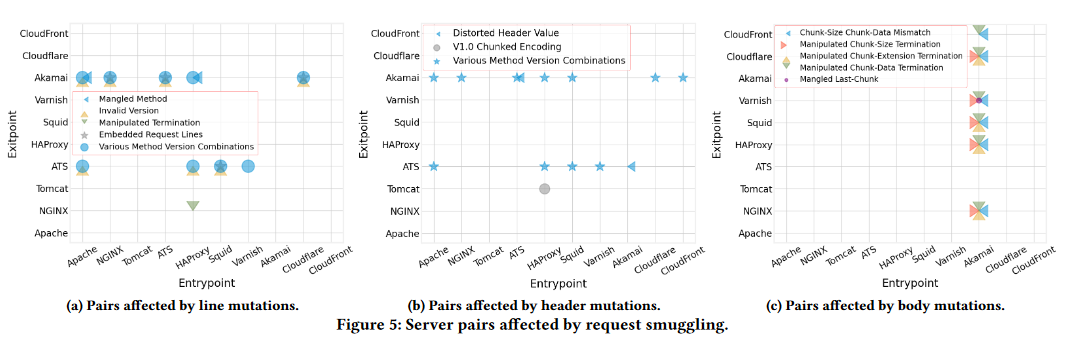 CloudFront
Cloudflare
Akamai
Varnish
Squid
HAProxy
ATS
Tomcat
NGINX
Apache
Exitpoint
Mangled Method
Invalid Version
Manipulated Termination
Embedded Request Lines
Various Method Version Combinations
Apache
NGINX
Tomcat
ATS
HAProxy
Squid
Varnish
Akamai
Cloudflare
CloudFront
Entrypoint
(a) Pairs affected by line mutations.
CloudFront
Cloudflare
Akamai
Varnish
Squid
HAProxy
ATS
Tomcat
NGINX
Apache
Exitpoint
Distorted Header Value
V1.0 Chunked Encoding
Various Method Version Combinations
Apache
NGINX
Tomcat
ATS
HAProxy
Squid
Varnish
Akamai
Cloudflare
CloudFront
Entrypoint
(b) Pairs affected by header mutations.
CloudFront
Cloudflare
Akamai
Varnish
Squid
HAProxy
ATS
Tomcat
NGINX
Apache
Exitpoint
Chunk-Size Chunk-Data Mismatch
Manipulated Chunk-Size Termination
Manipulated Chunk-Extension Termination
Manipulated Chunk-Data Termination
Mangled Last-Chunk
Apache
NGINX
Tomcat
ATS
HAProxy
Squid
Varnish
Akamai
Cloudflare
CloudFront
Entrypoint
(c) Pairs affected by body mutations.
Figure 5: Server pairs affected by request smuggling.